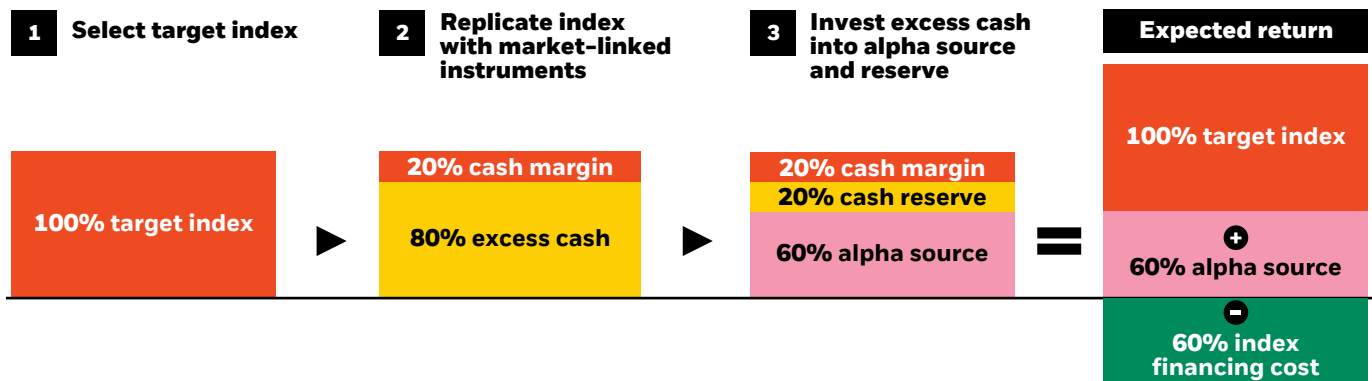 1 Select target index
100% target index
2 Replicate index
with market-linked
instruments
20% cash margin
80% excess cash
3 Invest excess cash
into alpha source
and reserve
20% cash margin
20% cash reserve
60% alpha source
=
Expected return
100% target index
+
60% alpha source
-
60% index
financing cost